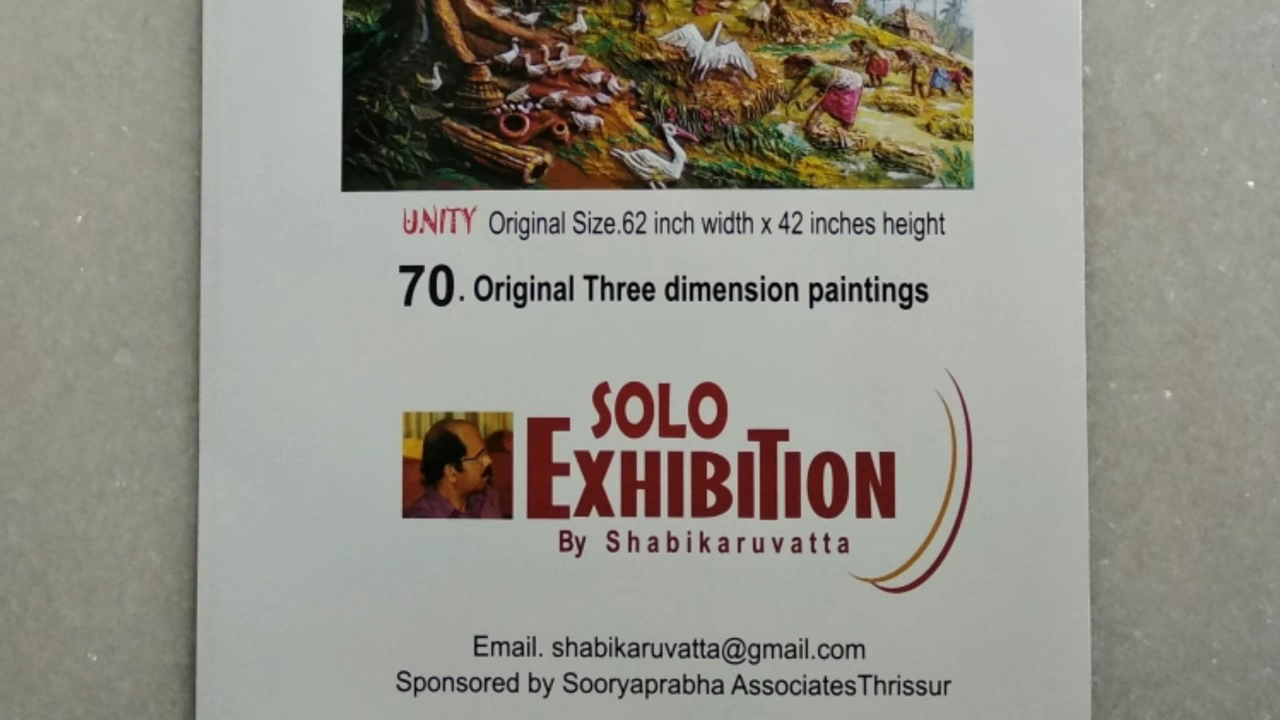 UNITY Original Size.62 inch width x 42 inches height
70. Original Three dimension paintings
SOLO
EXHIBITION
By Shabikaruvatta
Email. shabikaruvatta@gmail.com
Sponsored by Sooryaprabha AssociatesThrissur